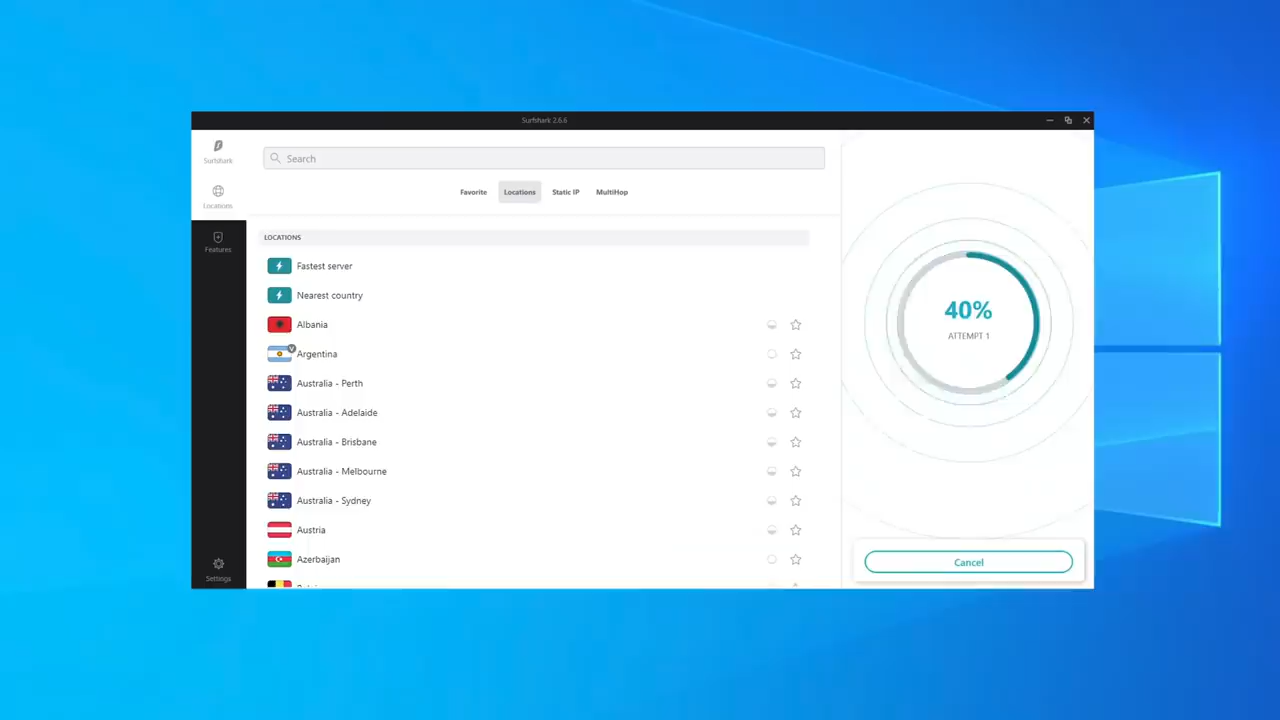 Surfshark 2.6.6
Surfshark
Search
Locations
Favorite Locations Static IP MultiHop
Features
LOCATIONS
Fastest server
Nearest country
Albania
V
Argentina
Australia - Perth
Australia - Adelaide
Australia - Brisbane
Australia - Melbourne
Australia - Sydney
Austria
Azerbaijan
Settings
40%
ATTEMPT 1
Cancel